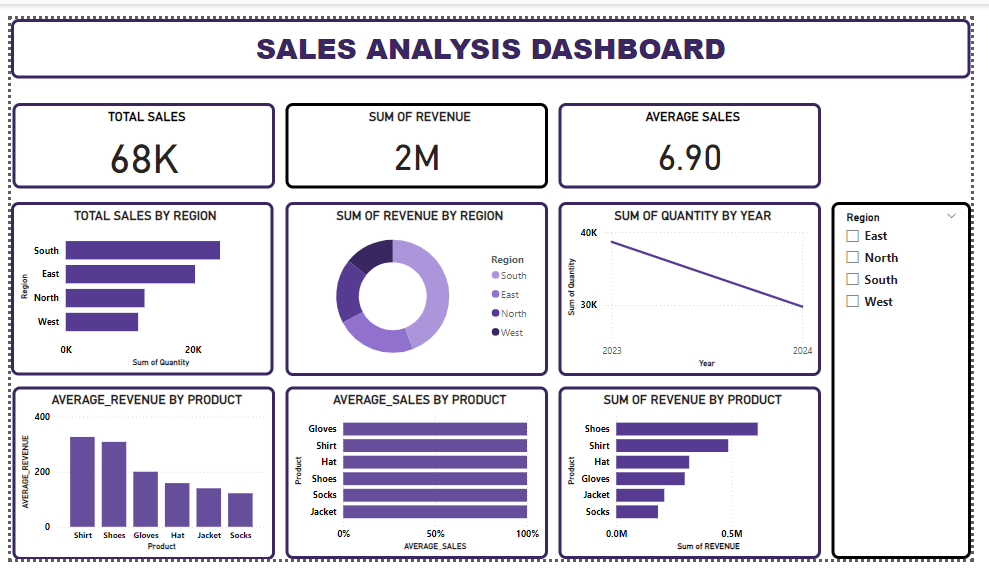 SALES ANALYSIS DASHBOARD
TOTAL SALES
68K
SUM OF REVENUE
2M
AVERAGE SALES
6.90
TOTAL SALES BY REGION
Region
South
East
North
West
0K
20K
Sum of Quantity
SUM OF REVENUE BY REGION
Region
South
East
North
West
SUM OF QUANTITY BY YEAR
Sum of Quantity
40K
30K
2023
2024
Year
Region
East
North
South
West
AVERAGE_REVENUE BY PRODUCT
AVERAGE_REVENUE
400
200
0
Shirt
Shoes
Gloves
Hat
Jacket
Socks
Product
AVERAGE_SALES BY PRODUCT
Product
Gloves
Shirt
Hat
Shoes
Socks
Jacket
0%
50%
100%
AVERAGE_SALES
SUM OF REVENUE BY PRODUCT
Product
Shoes
Shirt
Hat
Gloves
Jacket
Socks
0.0M
0.5M
Sum of REVENUE